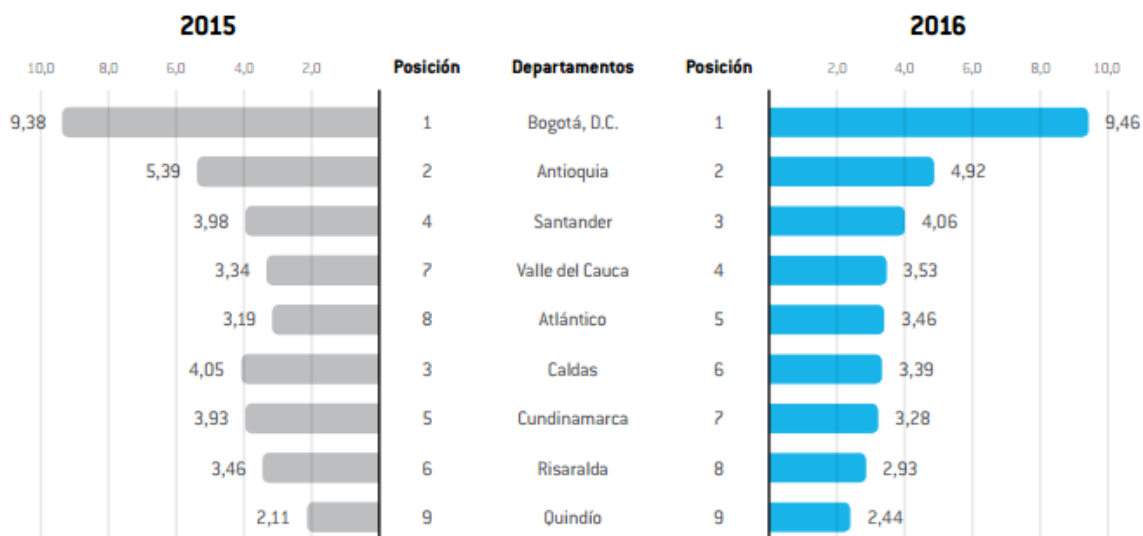 2015 2016
10,0 8,0 6,0 4,0 2,0 Posición Departamentos Posición 2,0 4,0 6,0 8,0 10,0
9,38 1 Bogotá, D.C. 1 9,46
5,39 2 Antioquia 2 4,92
3,98 4 Santander 3 4,06
3,34 7 Valle del Cauca 4 3,53
3,19 8 Atlántico 5 3,46
4,05 3 Caldas 6 3,39
3,93 5 Cundinamarca 7 3,28
3,46 6 Risaralda 8 2,93
2,11 9 Quindío 9 2,44